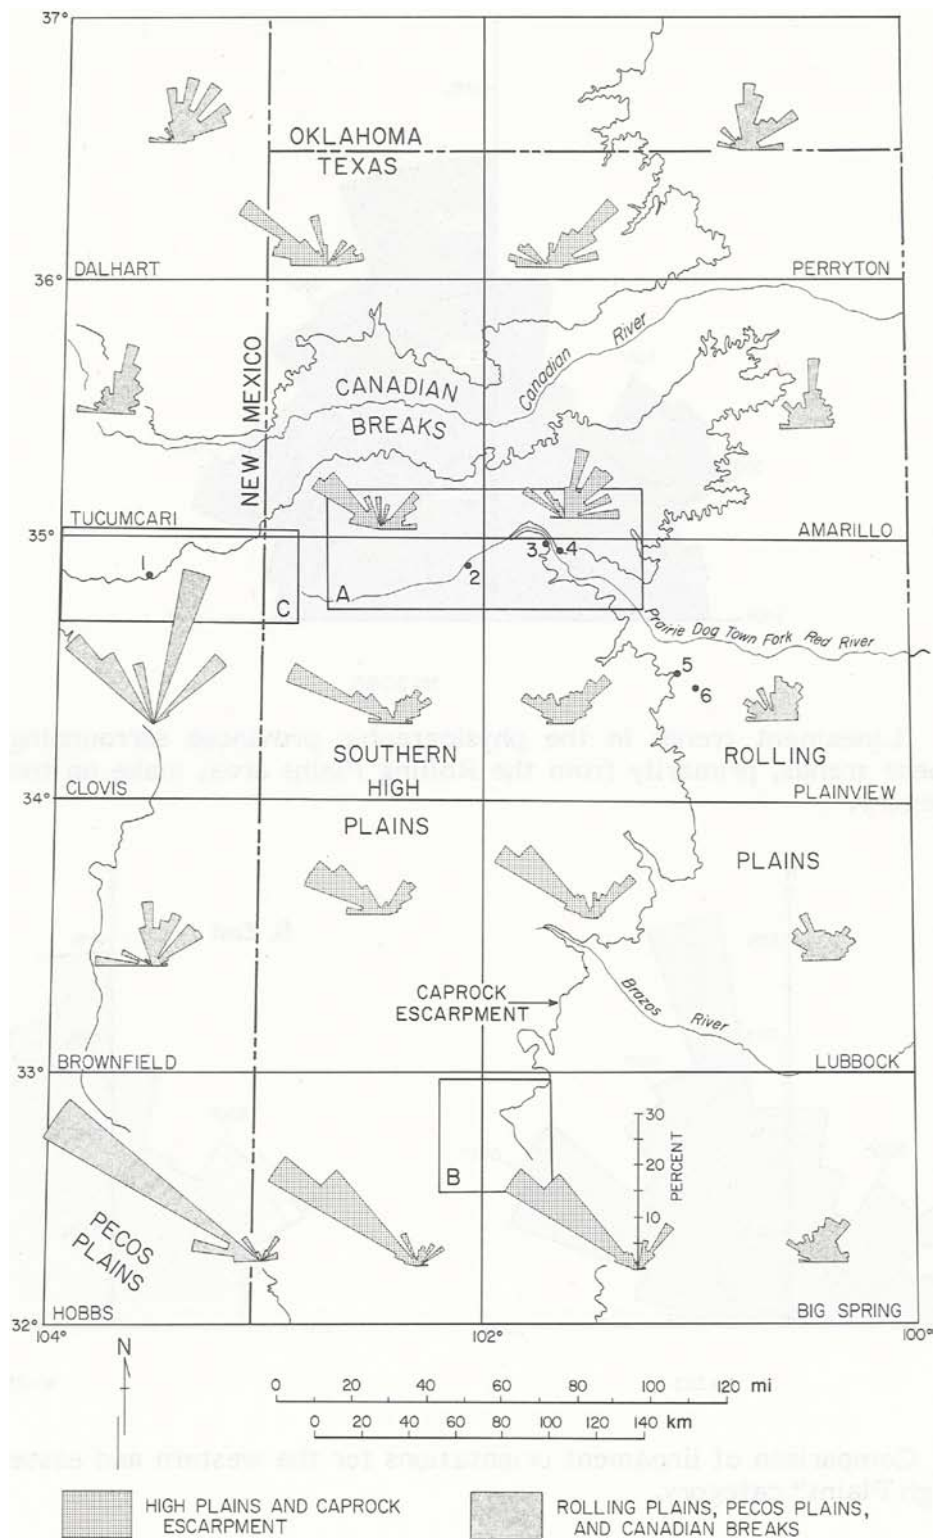 37°
OKLAHOMA
TEXAS
DALHART
PERRYTON
36°
NEW MEXICO
CANADIAN
BREAKS
Canadian River
TUCUMCARI
AMARILLO
35°
1
2
3
4
A
C
Prairie Dog Town Fork Red River
5
6
SOUTHERN
HIGH
PLAINS
ROLLING
PLAINS
CLOVIS
PLAINVIEW
34°
CAPROCK
ESCARPMENT
Brazos River
BROWNFIELD
LUBBOCK
33°
B
30
20
10
PERCENT
PECOS
PLAINS
HOBBS
BIG SPRING
32°
104°
102°
100°
N
0 20 40 60 80 100 120 mi
0 20 40 60 80 100 120 140 km
HIGH PLAINS AND CAPROCK
ESCARPMENT
ROLLING PLAINS, PECOS PLAINS,
AND CANADIAN BREAKS